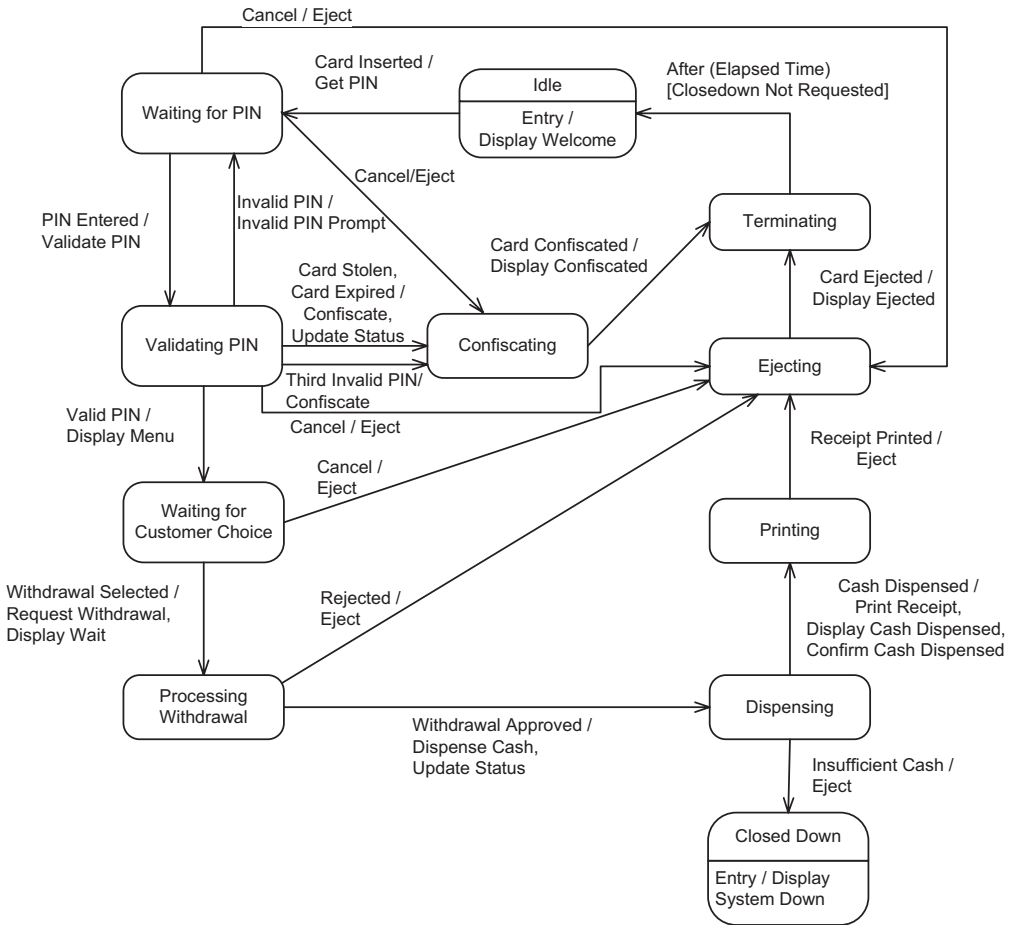 Cancel / Eject
Card Inserted /
Get PIN
Idle
Entry /
Display Welcome
After (Elapsed Time)
[Closedown Not Requested]
Waiting for PIN
Cancel/Eject
PIN Entered /
Validate PIN
Invalid PIN /
Invalid PIN Prompt
Terminating
Card Confiscated /
Display Confiscated
Card Stolen,
Card Expired /
Confiscate,
Update Status
Card Ejected /
Display Ejected
Validating PIN
Confiscating
Ejecting
Third Invalid PIN/
Confiscate
Cancel / Eject
Valid PIN /
Display Menu
Cancel /
Eject
Receipt Printed /
Eject
Waiting for
Customer Choice
Printing
Withdrawal Selected /
Request Withdrawal,
Display Wait
Rejected /
Eject
Cash Dispensed /
Print Receipt,
Display Cash Dispensed,
Confirm Cash Dispensed
Processing
Withdrawal
Dispensing
Withdrawal Approved /
Dispense Cash,
Update Status
Insufficient Cash /
Eject
Closed Down
Entry / Display
System Down